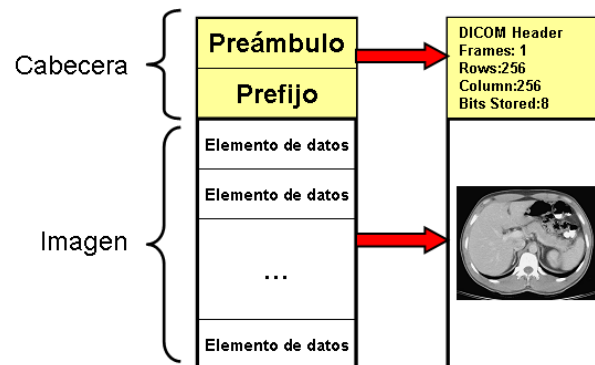 Cabecera
Preámbulo
Prefijo
DICOM Header
Frames: 1
Rows:256
Column:256
Bits Stored:8
Imagen
Elemento de datos
Elemento de datos
...
Elemento de datos